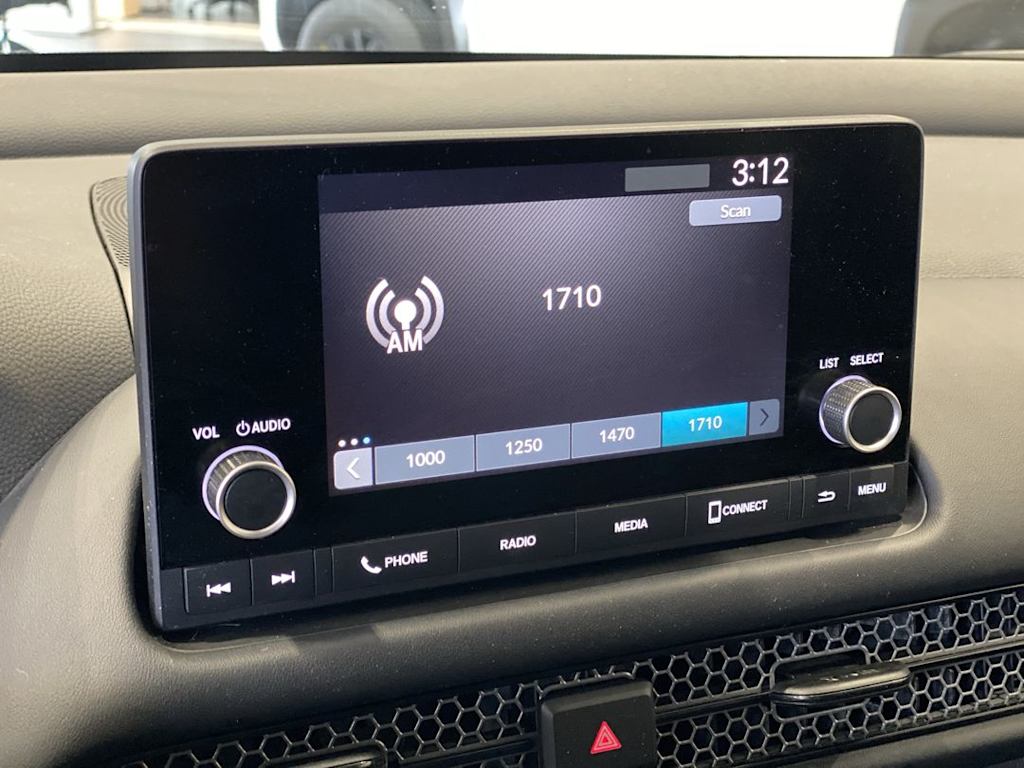 3:12
Scan
1710
AM
LIST SELECT
VOL AUDIO
1000 1250 1470 1710
PHONE RADIO MEDIA CONNECT MENU